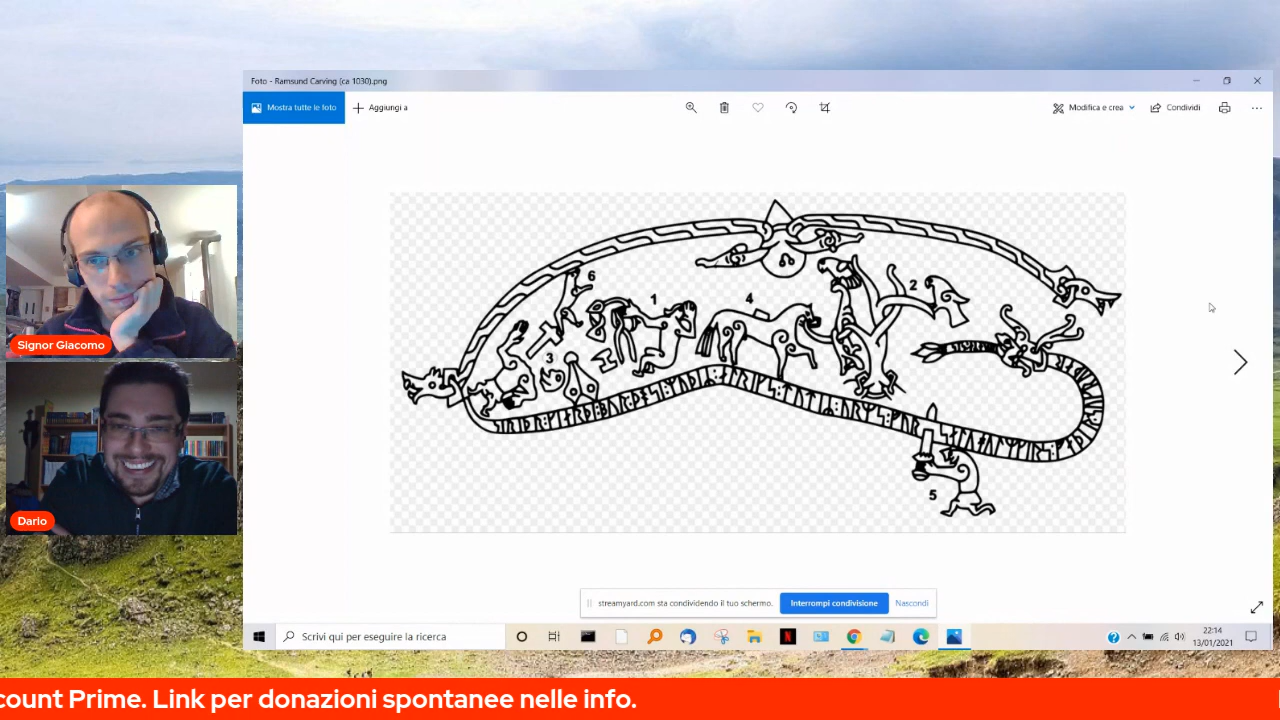 Foto - Ramsund Carving (ca 1030).png
Mostra tutte le foto
Aggiungi a
Modifica e crea
Condividi
6
1
4
2
3
5
Signor Giacomo
Dario
streamyard.com sta condividendo il tuo schermo.
Interrompi condivisione
Nascondi
Scrivi qui per eseguire la ricerca
22:14
13/01/2021
count Prime. Link per donazioni spontanee nelle info.